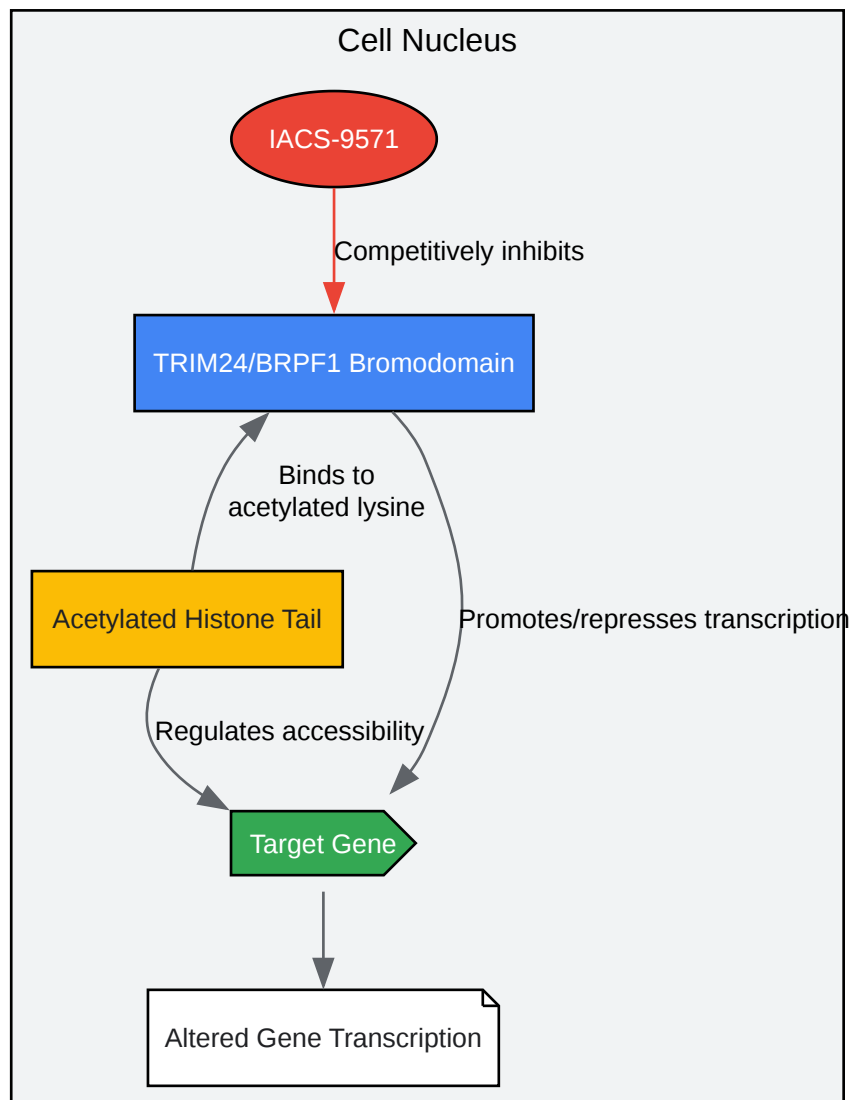 Cell Nucleus
IACS-9571
Competitively inhibits
TRIM24/BRPF1 Bromodomain
Binds to
acetylated lysine
Acetylated Histone Tail
Promotes/represses transcription
Regulates accessibility
Target Gene
Altered Gene Transcription